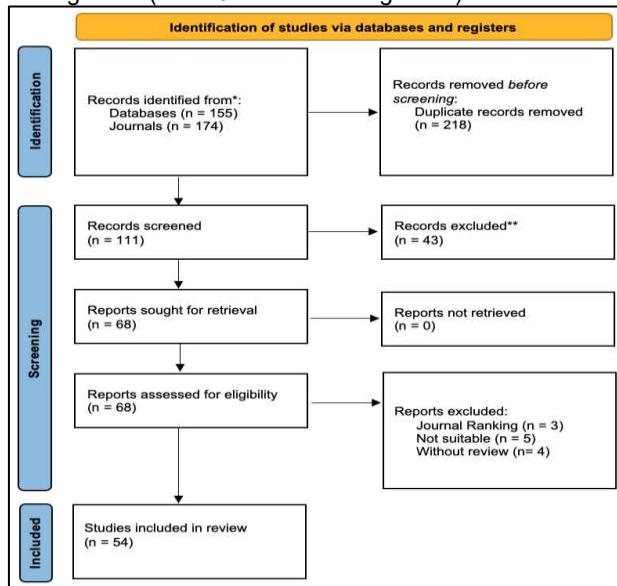 Identification of studies via databases and registers
Identification
Records identified from*:
Databases (n = 155)
Journals (n = 174)
Records removed before
screening:
Duplicate records removed
(n = 218)
Screening
Records screened
(n = 111)
Records excluded**
(n = 43)
Reports sought for retrieval
(n = 68)
Reports not retrieved
(n = 0)
Reports assessed for eligibility
(n = 68)
Reports excluded:
Journal Ranking (n = 3)
Not suitable (n = 5)
Without review (n= 4)
Included
Studies included in review
(n = 54)